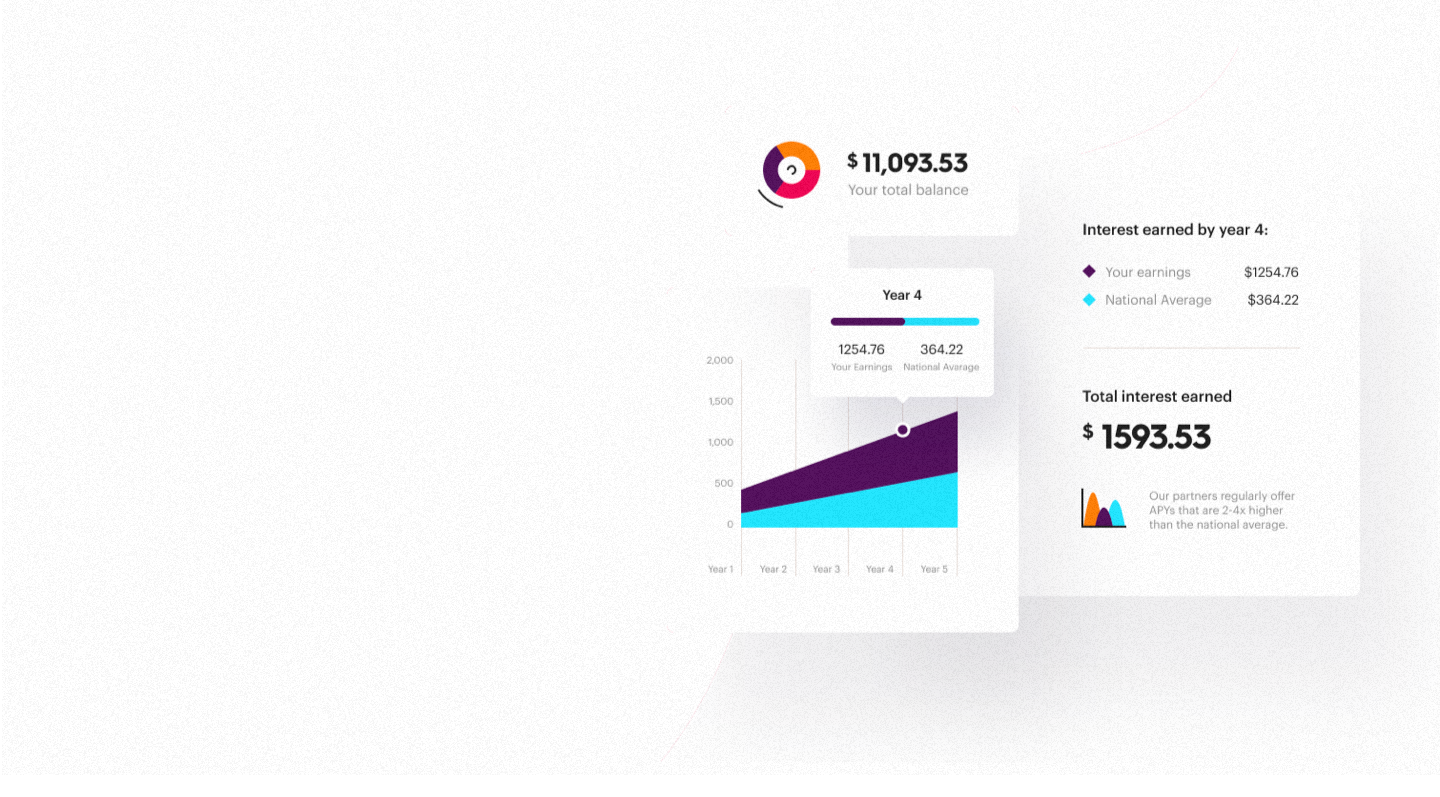 $ 11,093.53
Your total balance
Year 4
1254.76 364.22
Your Earnings National Avarage
2,000
1,500
1,000
500
0
Year 1 Year 2 Year 3 Year 4 Year 5
Interest earned by year 4:
Your earnings $1254.76
National Average $364.22
Total interest earned
$ 1593.53
Our partners regularly offer
APYs that are 2-4x higher
than the national average.